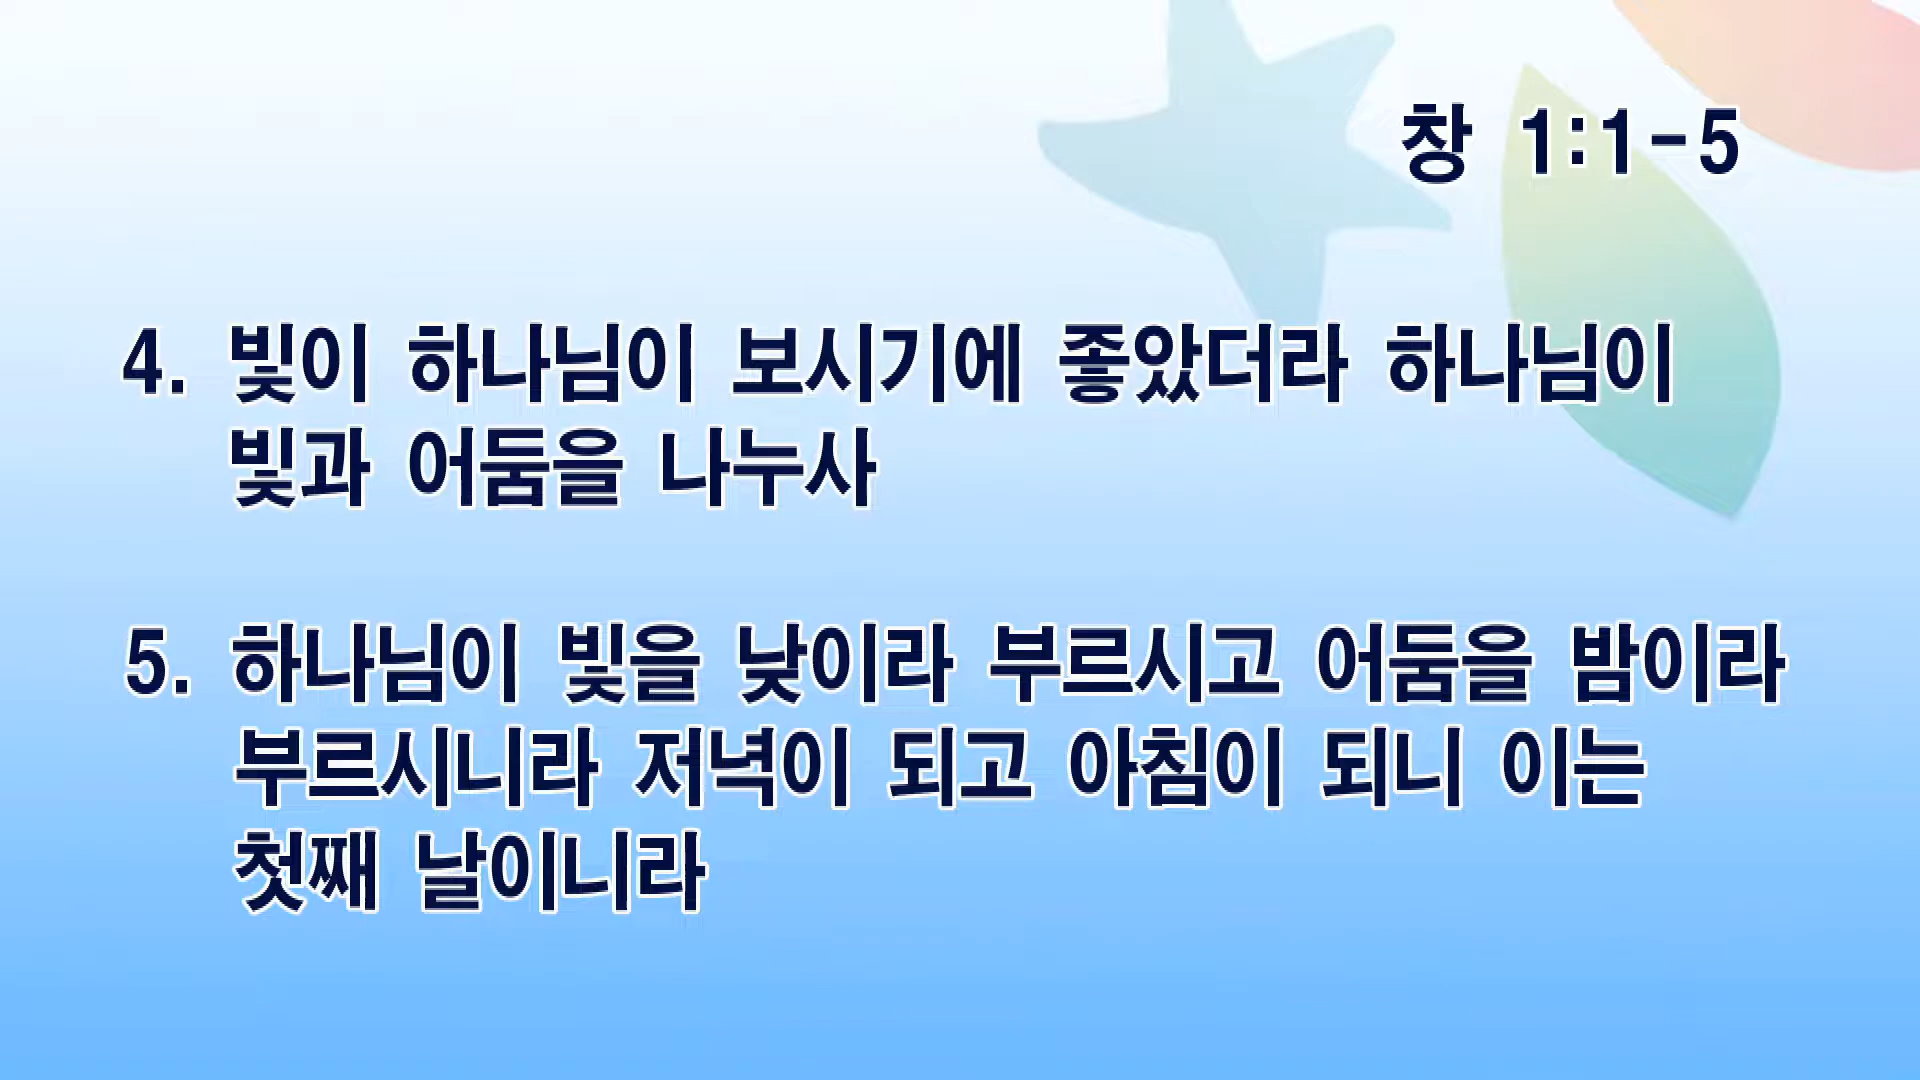 창 1:1-5
4. 빛이 하나님이 보시기에 좋았더라 하나님이
빛과 어둠을 나누사
5. 하나님이 빛을 낮이라 부르시고 어둠을 밤이라
부르시니라 저녁이 되고 아침이 되니 이는
첫째 날이니라